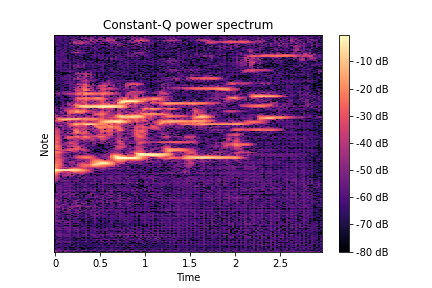 Constant-Q power spectrum
Note
-10 dB
-20 dB
-30 dB
-40 dB
-50 dB
-60 dB
-70 dB
-80 dB
0 0.5 1 1.5 2 2.5
Time